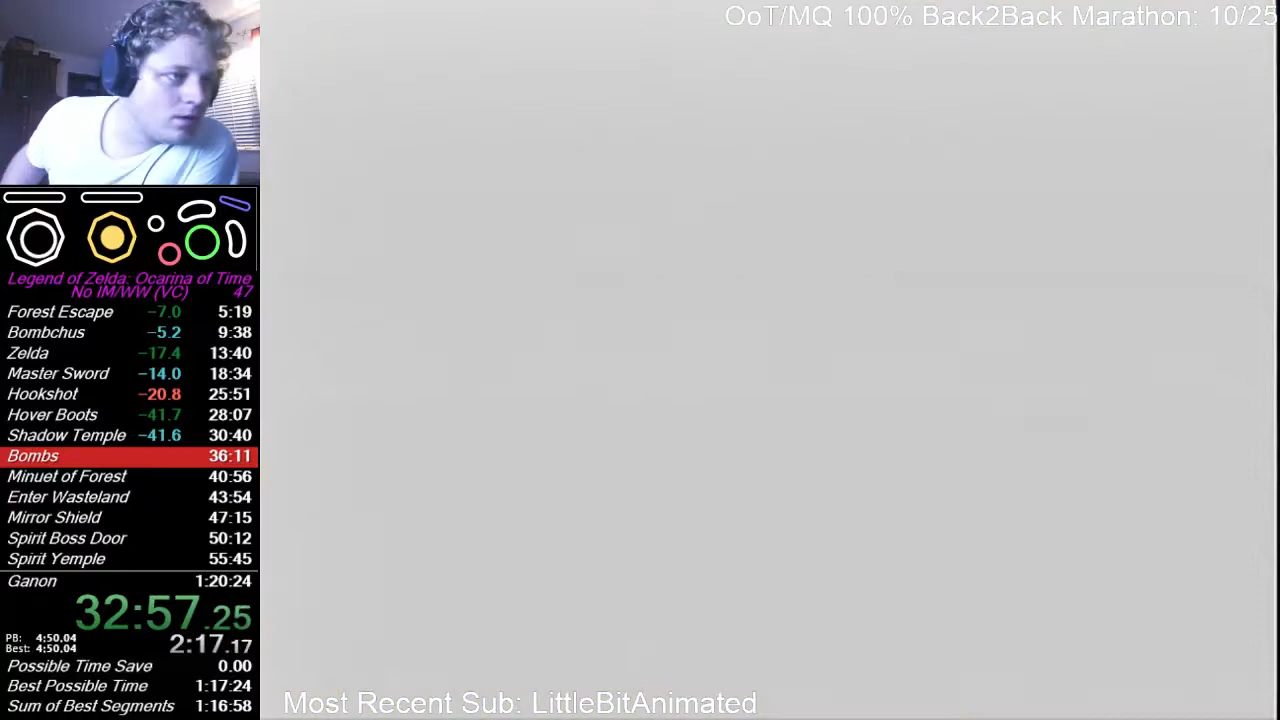 OoT/MQ 100% Back2Back Marathon: 10/25
Legend of Zelda: Ocarina of Time
No IM/WW (VC) 47
Forest Escape -7.0 5:19
Bombchus -5.2 9:38
Zelda -17.4 13:40
Master Sword -14.0 18:34
Hookshot -20.8 25:51
Hover Boots -41.7 28:07
Shadow Temple -41.6 30:40
Bombs 36:11
Minuet of Forest 40:56
Enter Wasteland 43:54
Mirror Shield 47:15
Spirit Boss Door 50:12
Spirit Yemple 55:45
Ganon 1:20:24
32:57.25
PB: 4:50.04
Best: 4:50.04
2:17.17
Possible Time Save 0.00
Best Possible Time 1:17:24
Sum of Best Segments 1:16:58
Most Recent Sub: LittleBitAnimated